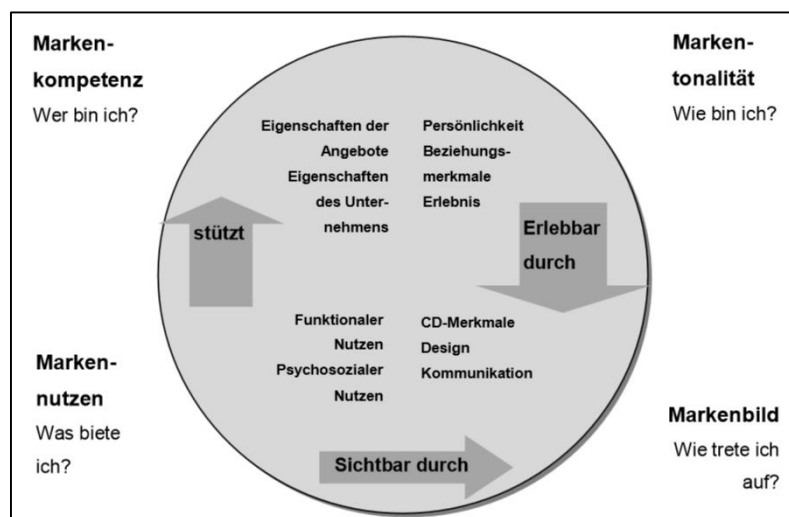 Marken-
kompetenz
Wer bin ich?
Marken-
tonalität
Wie bin ich?
Eigenschaften der
Angebote
Eigenschaften
des Unter-
nehmens
Persönlichkeit
Beziehungs-
merkmale
Erlebnis
stützt
Erlebbar
durch
Funktionaler
Nutzen
Psychosozialer
Nutzen
CD-Merkmale
Design
Kommunikation
Marken-
nutzen
Was biete
ich?
Markenbild
Wie trete ich
auf?
Sichtbar durch